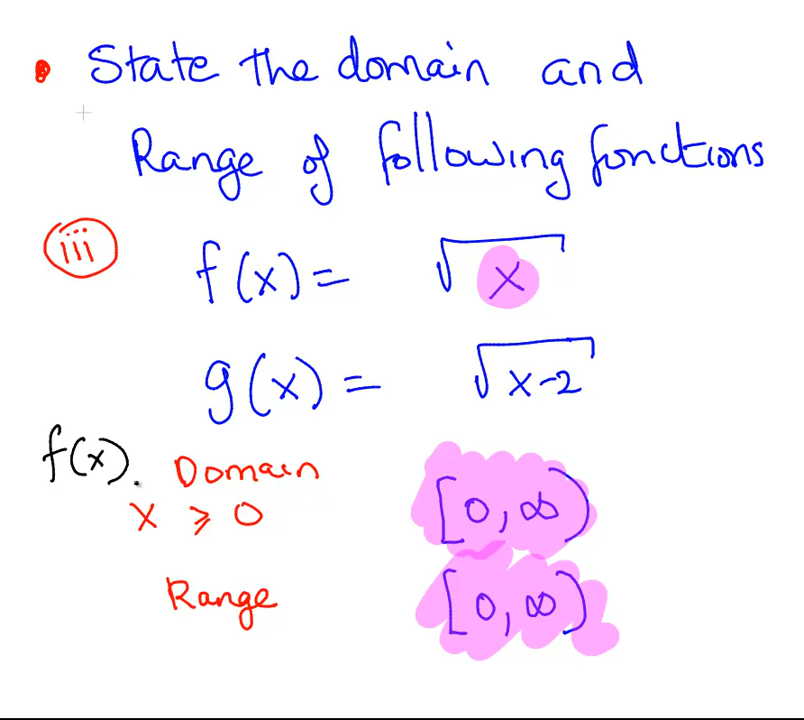 • State the domain and
Range of following functions
iii f(x) = √x
g(x) = √x-2
f(x). Domain
x ⩾ 0 [0, ∞)
Range [0, ∞)